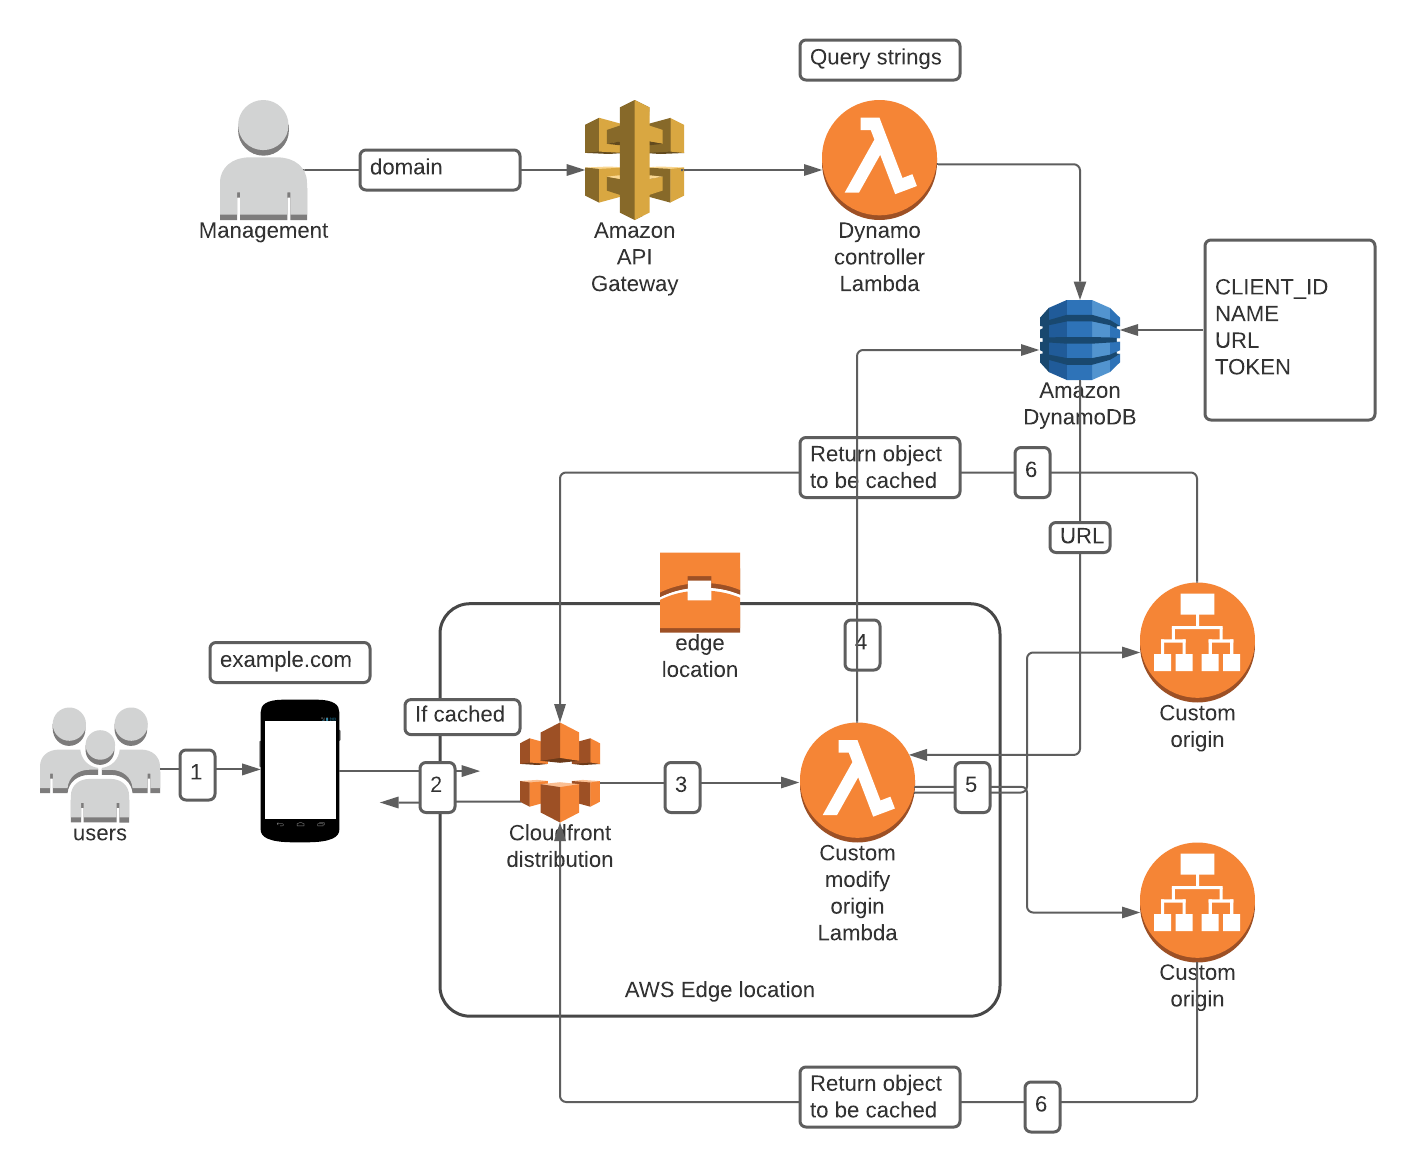 Query strings
domain
Management
Amazon
API
Gateway
Dynamo
controller
Lambda
CLIENT_ID
NAME
URL
TOKEN
Amazon
DynamoDB
Return object
to be cached
6
URL
edge
location
4
example.com
If cached
Custom
origin
1
2
3
5
users
Cloudfront
distribution
Custom
modify
origin
Lambda
Custom
origin
AWS Edge location
Return object
to be cached
6